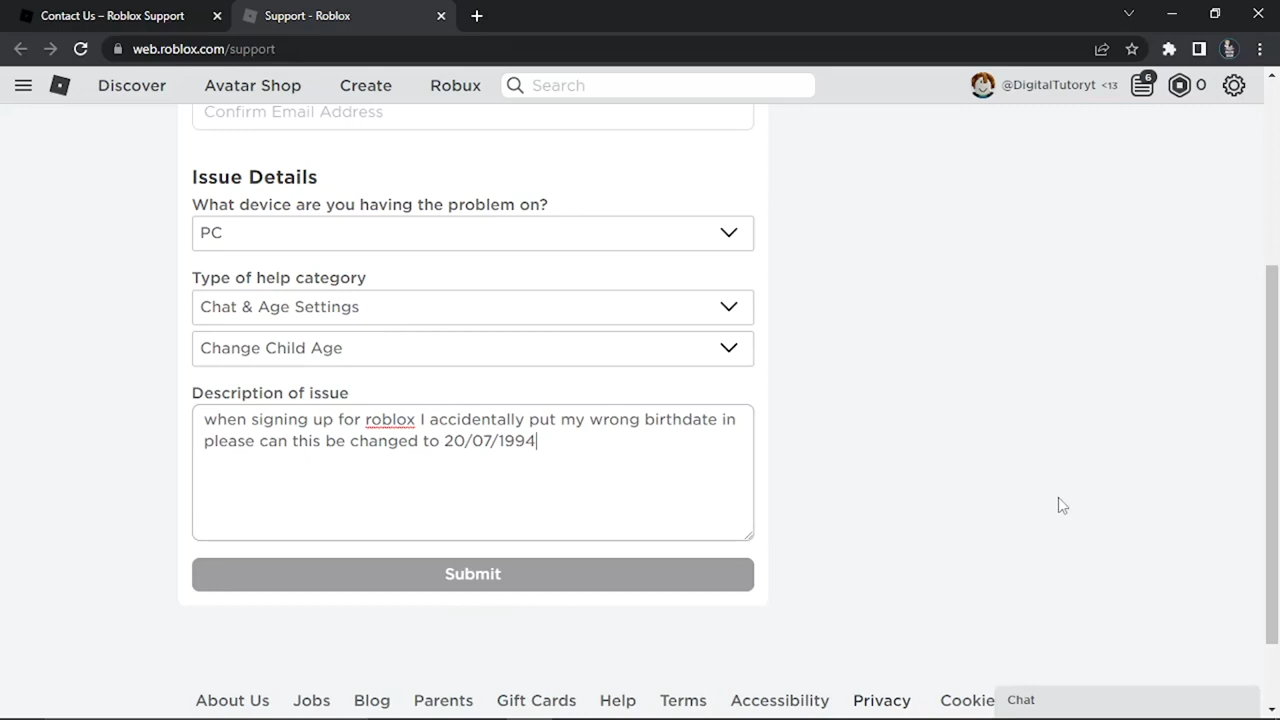 Contact Us – Roblox Support
Support - Roblox
web.roblox.com/support
Discover
Avatar Shop
Create
Robux
Search
@DigitalTutoryt <13
6
0
Confirm Email Address
Issue Details
What device are you having the problem on?
PC
Type of help category
Chat & Age Settings
Change Child Age
Description of issue
when signing up for roblox I accidentally put my wrong birthdate in
please can this be changed to 20/07/1994
Submit
About Us
Jobs
Blog
Parents
Gift Cards
Help
Terms
Accessibility
Privacy
Cookie
Chat